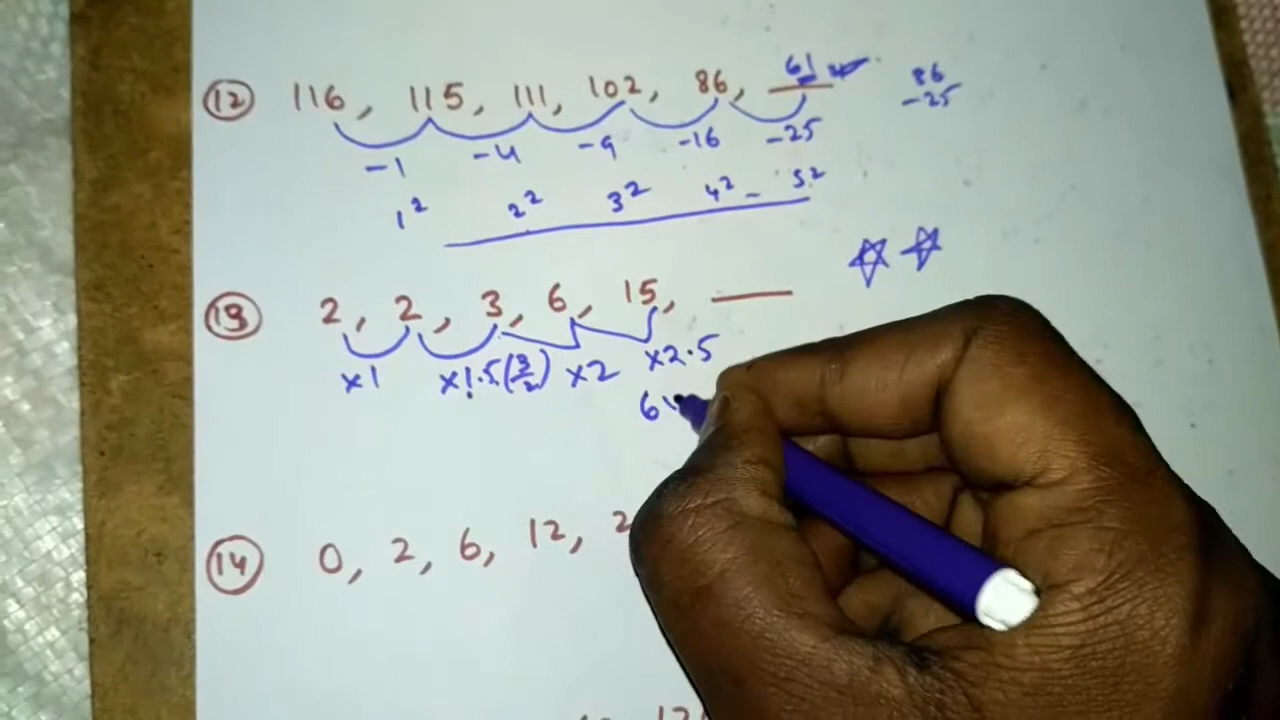 12 116, 115, 111, 102, 86, 61
86
-25
-1 -4 -9 -16 -25
1² 2² 3² 4² - 5²
13 2, 2, 3, 6, 15,
×1 ×1.5(3/2) ×2 ×2.5
6
14 0, 2, 6, 12, 2